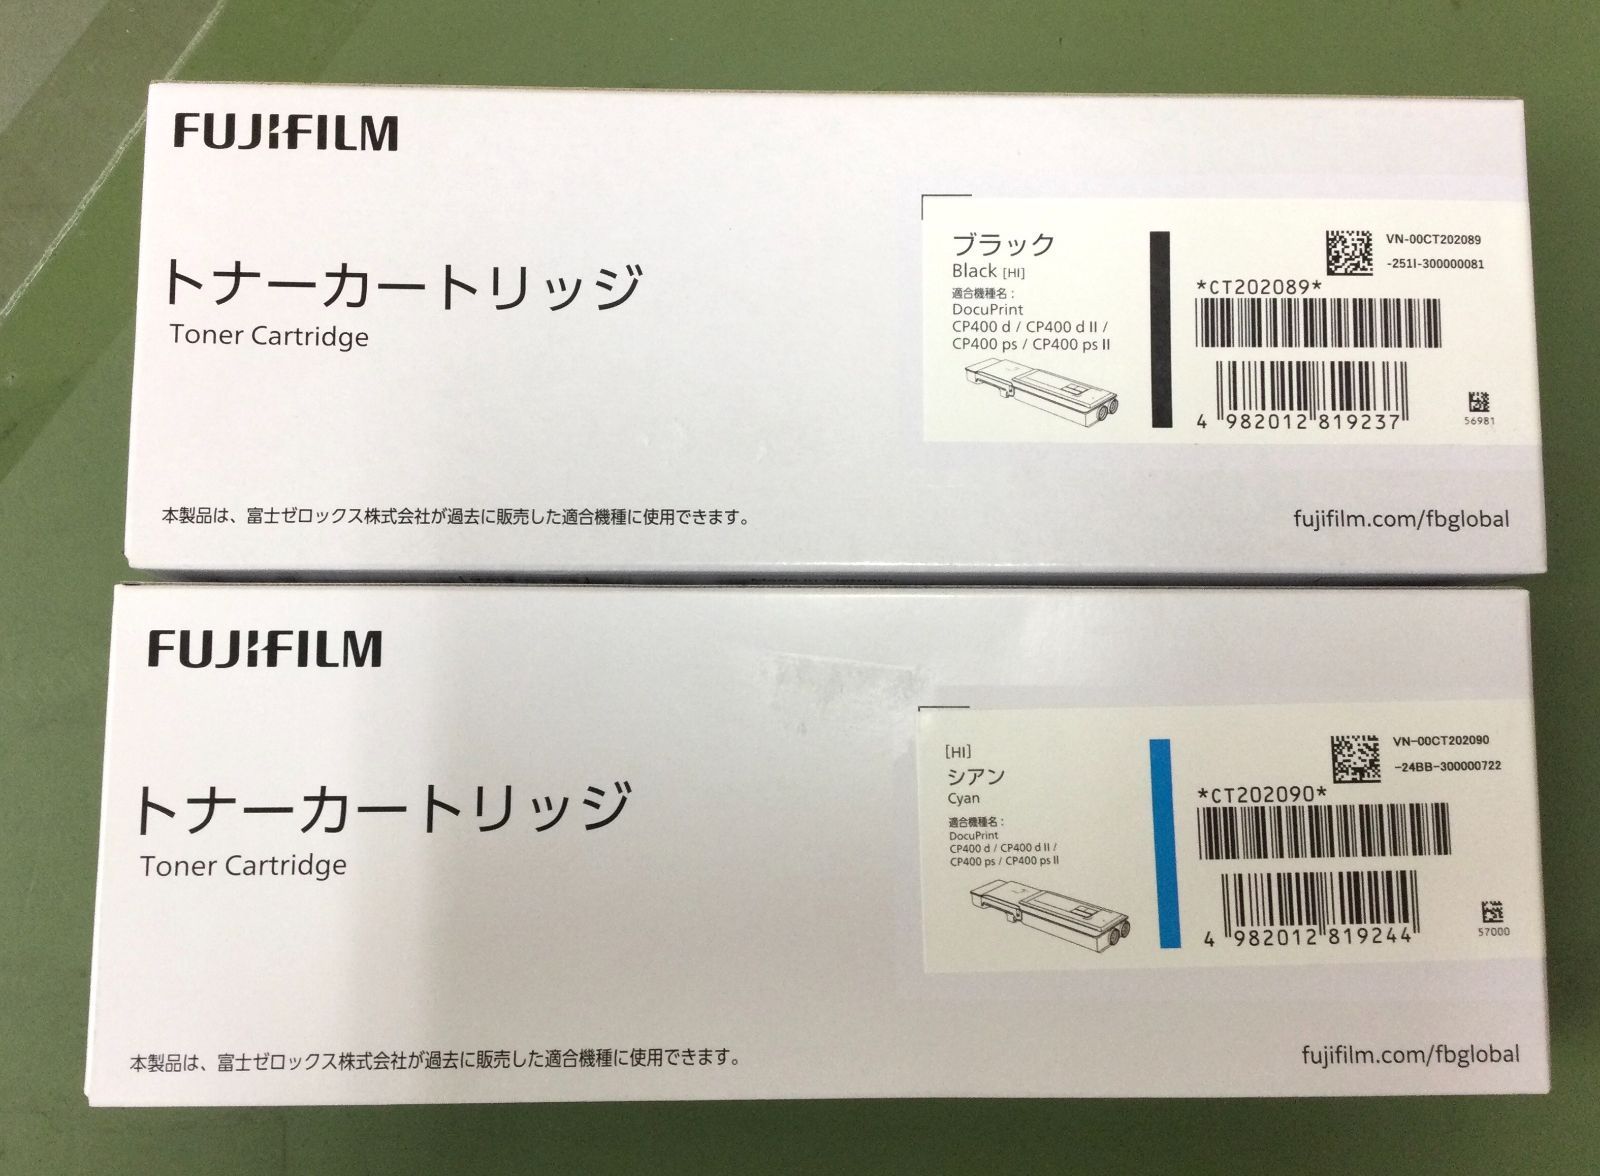 FUJIFILM
トナーカートリッジ
Toner Cartridge
ブラック
Black [HI]
適合機種名：
DocuPrint
CP400 d / CP400 d II /
CP400 ps / CP400 ps II
VN-00CT202089
-251I-300000081
*CT202089*
4 982012 819237
56981
本製品は、富士ゼロックス株式会社が過去に販売した適合機種に使用できます。
fujifilm.com/fbglobal
FUJIFILM
トナーカートリッジ
Toner Cartridge
[HI]
シアン
Cyan
適合機種名：
DocuPrint
CP400 d / CP400 d II /
CP400 ps / CP400 ps II
VN-00CT202090
-24BB-300000722
*CT202090*
4 982012 819244
57000
本製品は、富士ゼロックス株式会社が過去に販売した適合機種に使用できます。
fujifilm.com/fbglobal